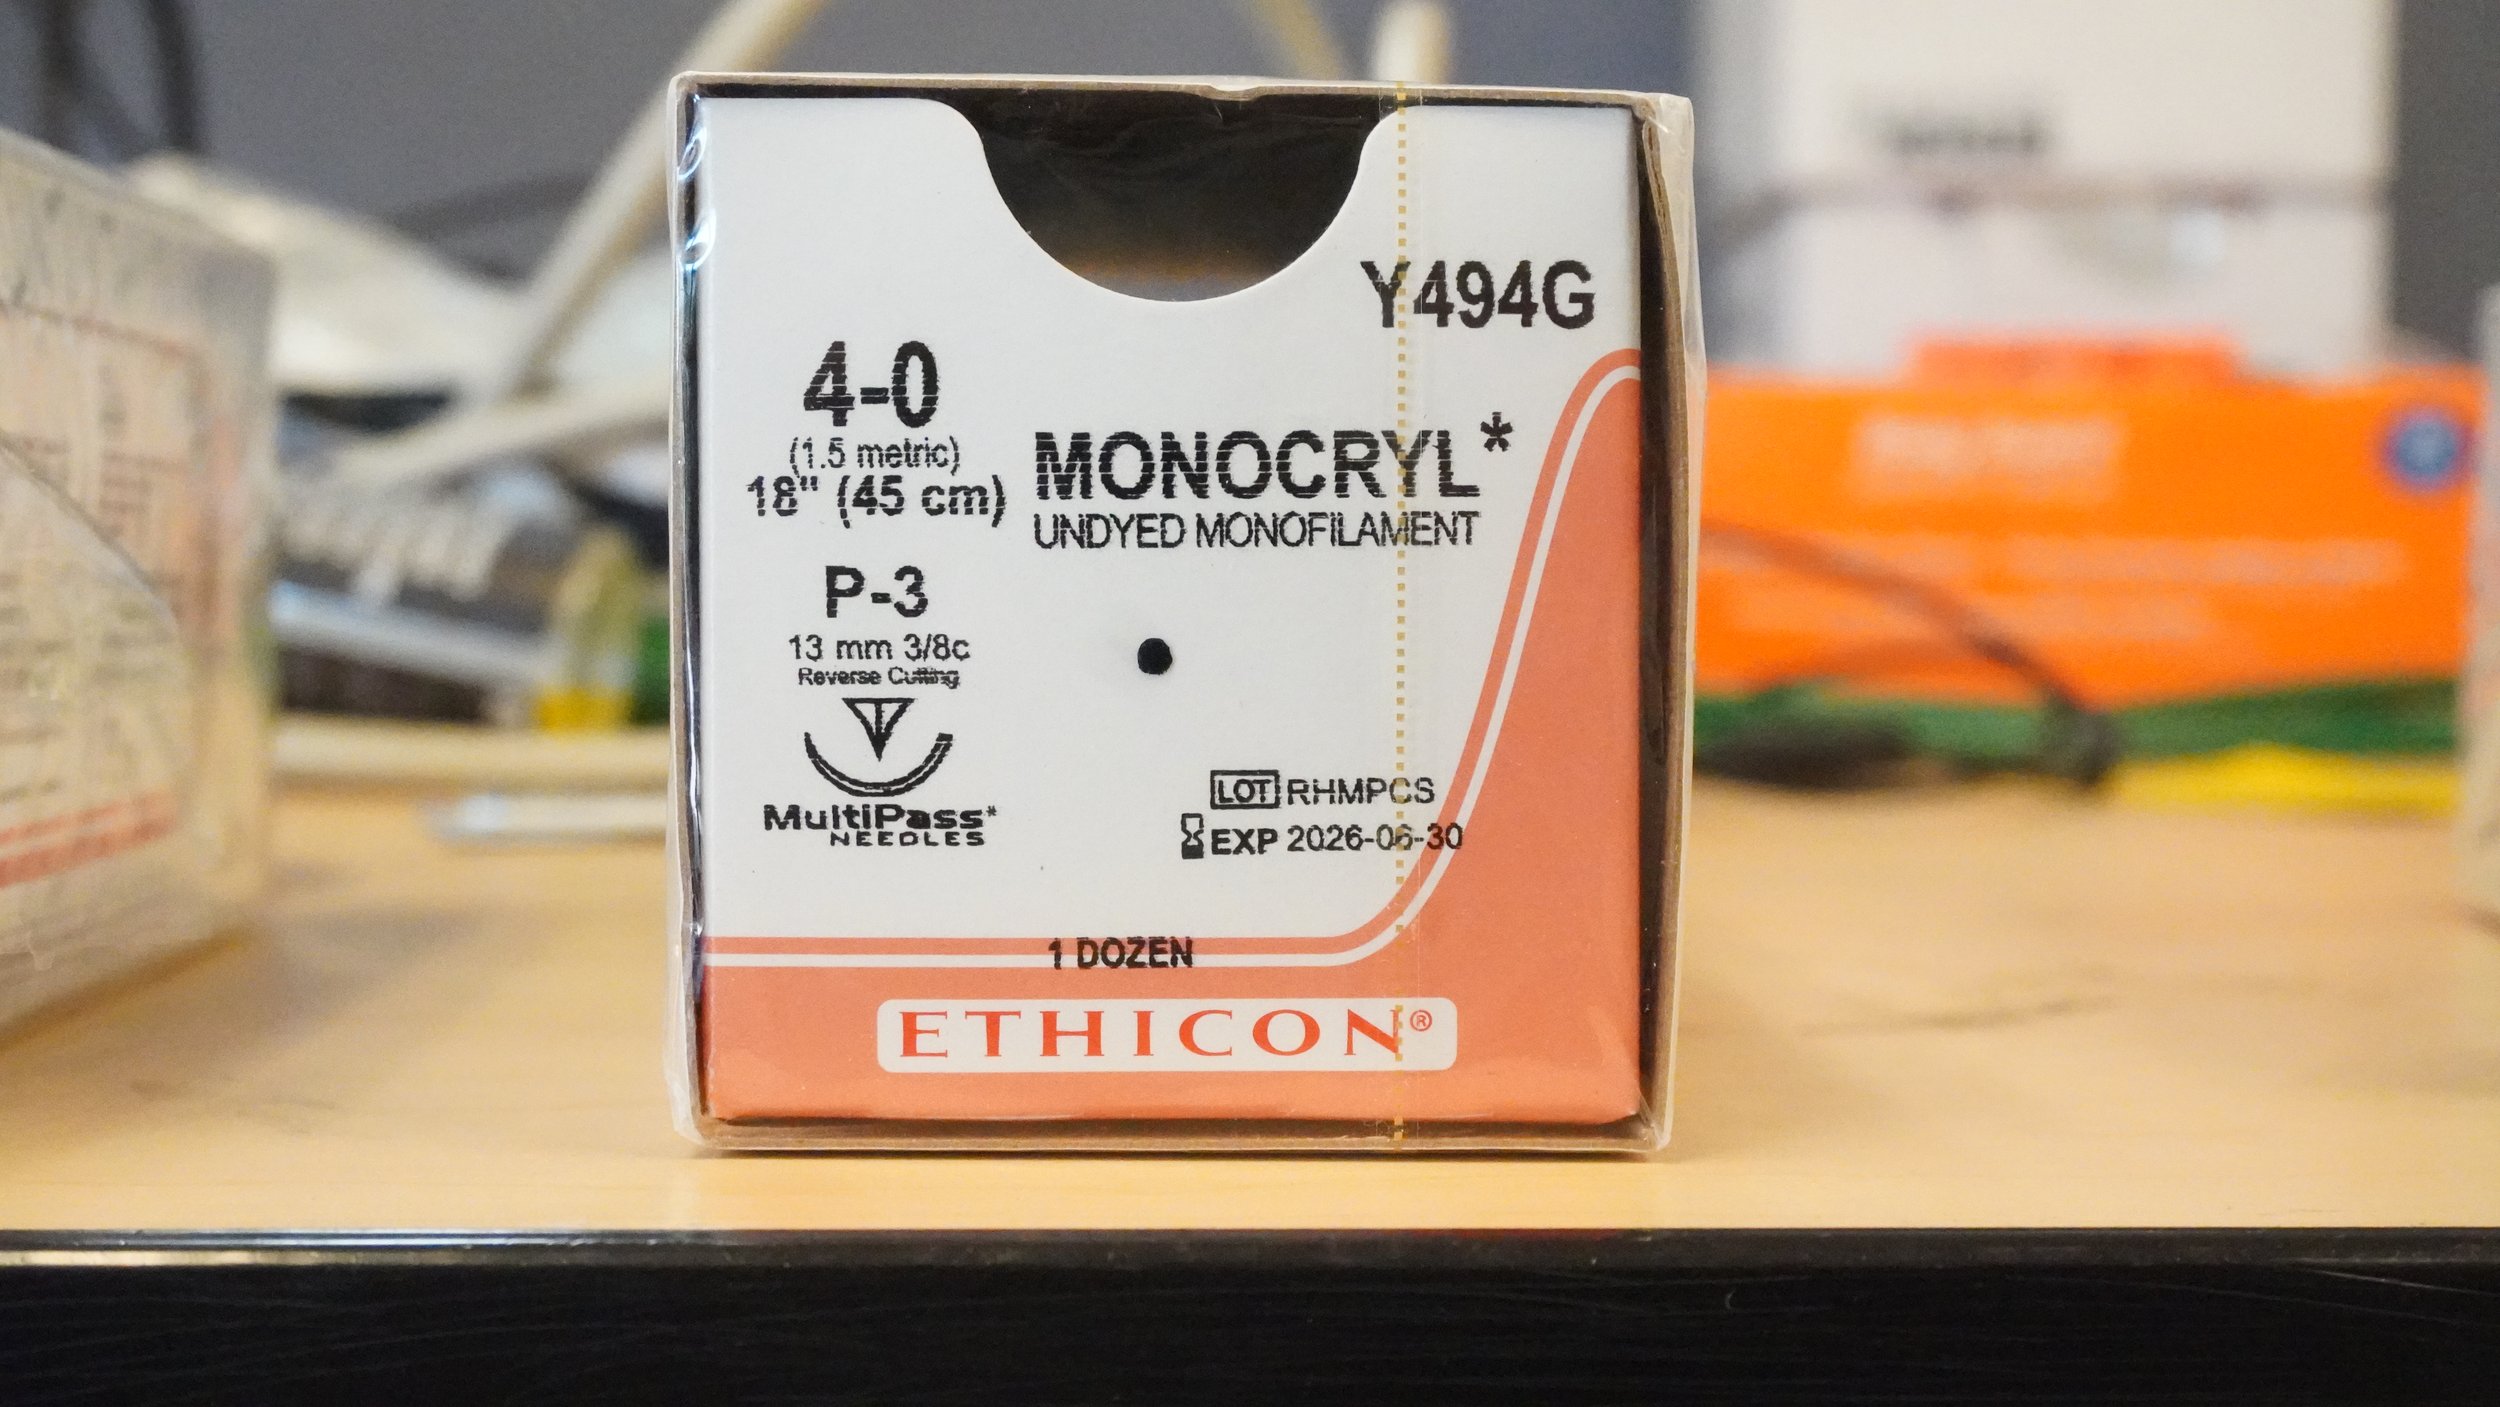 Y494G
4-0
(1.5 metric)
18" (45 cm)
MONOCRYL*
UNDYED MONOFILAMENT
P-3
13 mm 3/8c
Reverse Cutting
MultiPass*
NEEDLES
LOT RHMPCS
EXP 2026-06-30
1 DOZEN
ETHICON®